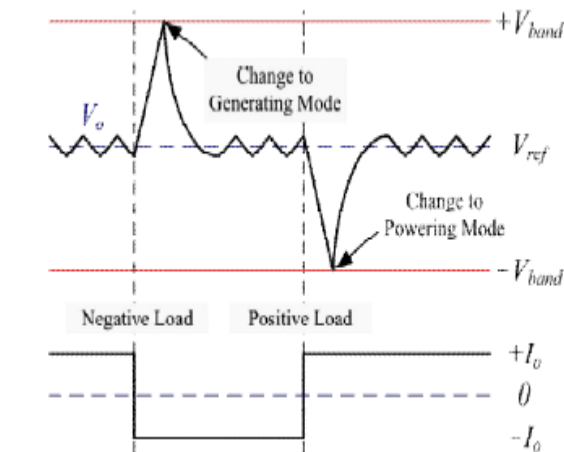 +V_band
Change to
Generating Mode
V_o
V_ref
Change to
Powering Mode
-V_band
Negative Load
Positive Load
+I_o
0
-I_o